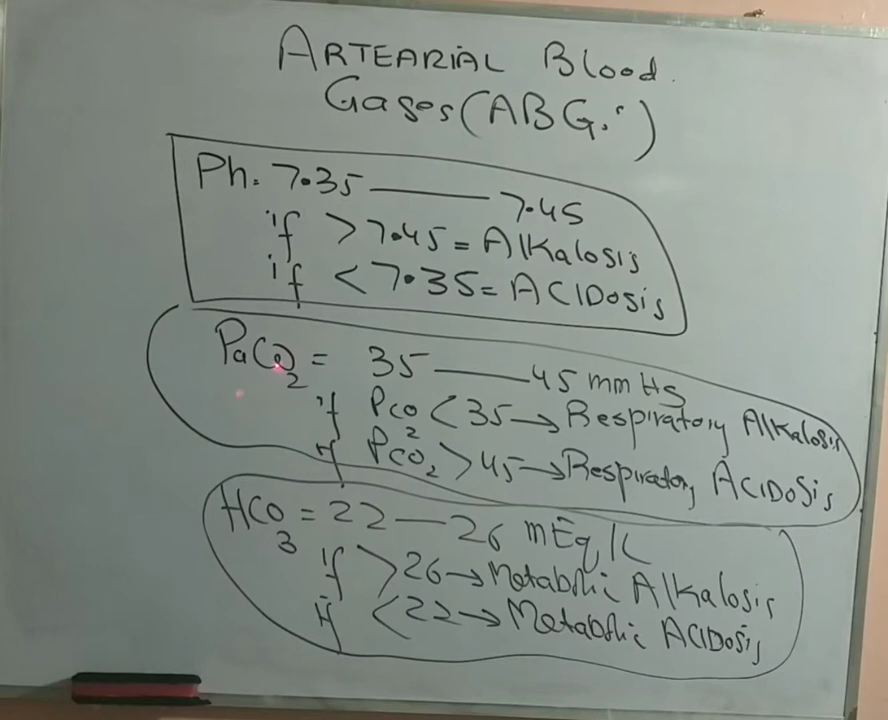 ARTEARIAL Blood.
Gases (ABG.s)
Ph. 7.35 — 7.45
if > 7.45 = Alkalosis
if < 7.35 = ACIDosis
PaCO2 = 35 — 45 mmHg
if Pco2 < 35 → Respiratory Alkalosis
if Pco2 > 45 → Respiratory ACIDosis
HCO3 = 22 — 26 mEq/L
if > 26 → Metabolic Alkalosis
if < 22 → Metabolic ACIDosis